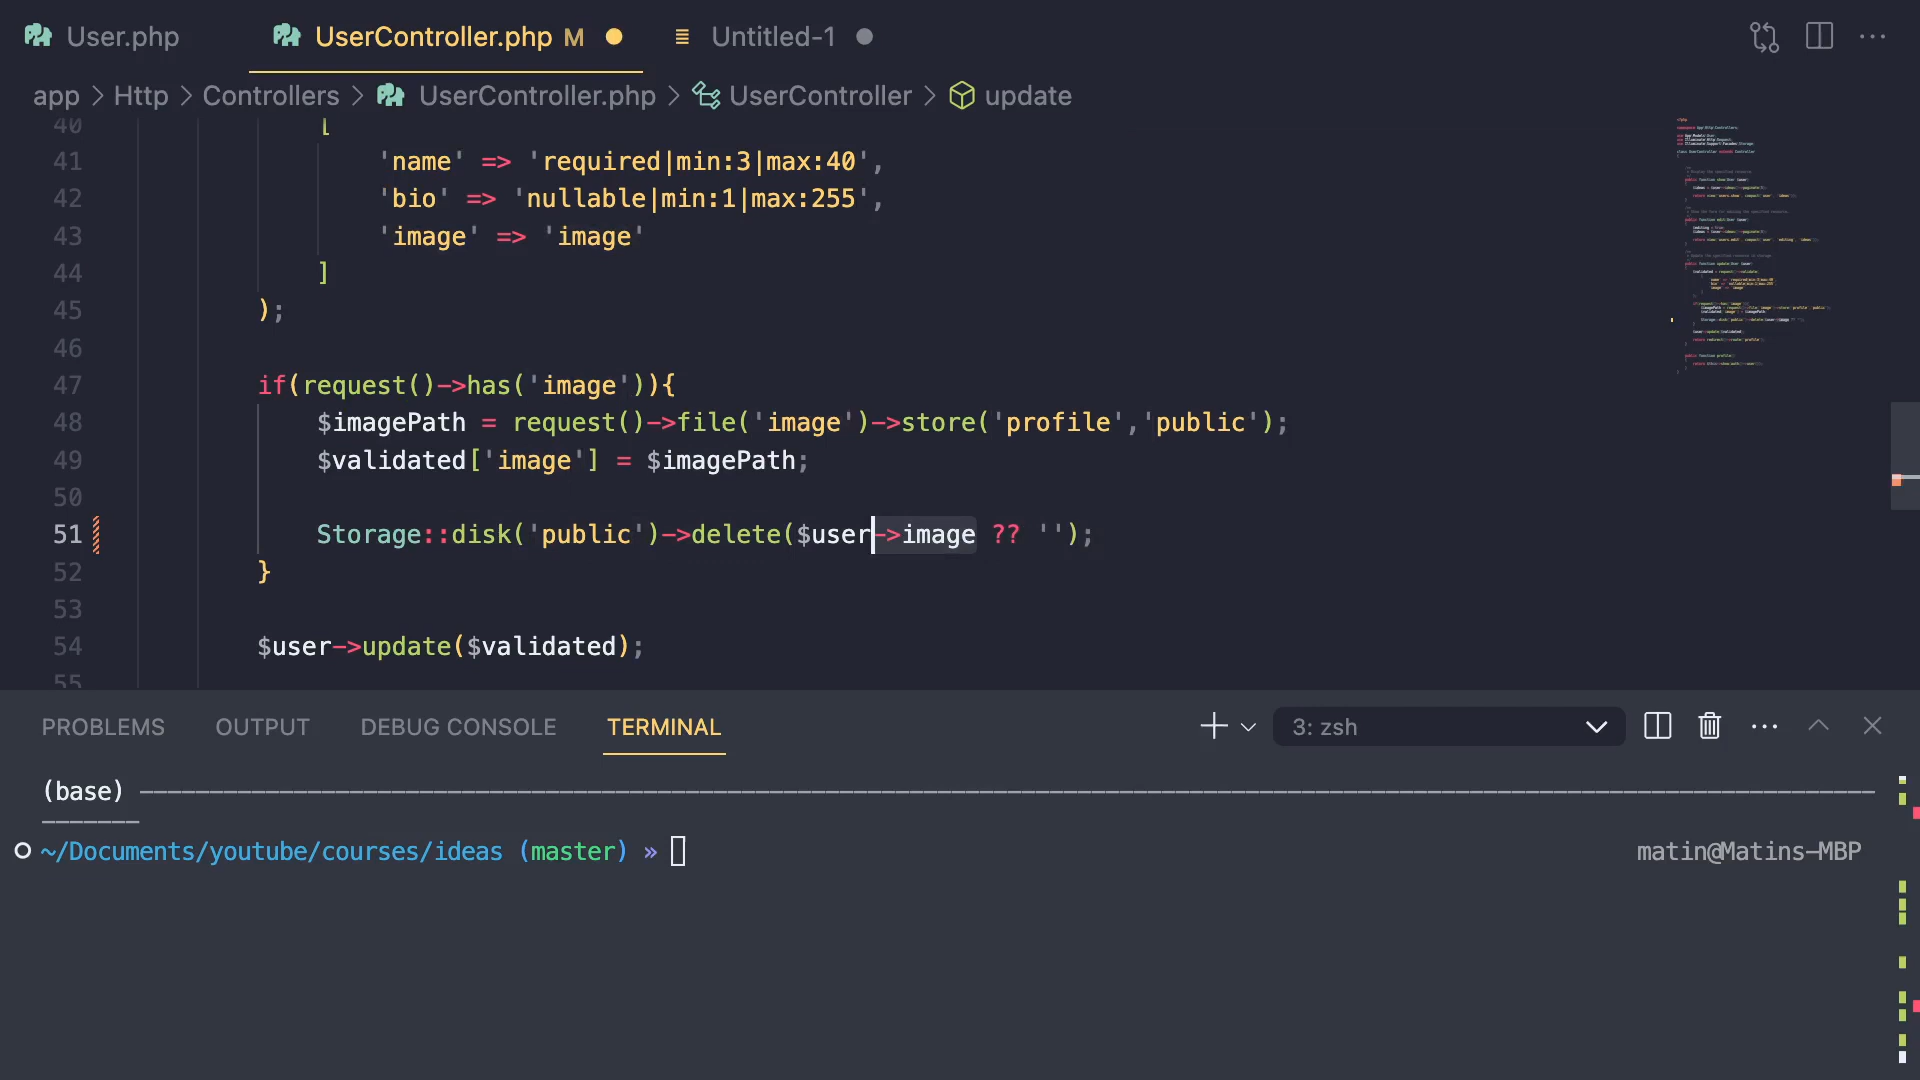 User.php
UserController.php M
Untitled-1
app > Http > Controllers > UserController.php > UserController > update
40 [
41 'name' => 'required|min:3|max:40',
42 'bio' => 'nullable|min:1|max:255',
43 'image' => 'image'
44 ]
45 );
46
47 if(request()->has('image')){
48 $imagePath = request()->file('image')->store('profile','public');
49 $validated['image'] = $imagePath;
50
51 Storage::disk('public')->delete($user->image ?? '');
52 }
53
54 $user->update($validated);
55
PROBLEMS OUTPUT DEBUG CONSOLE TERMINAL 3: zsh
(base)
~/Documents/youtube/courses/ideas (master) » matin@Matins-MBP